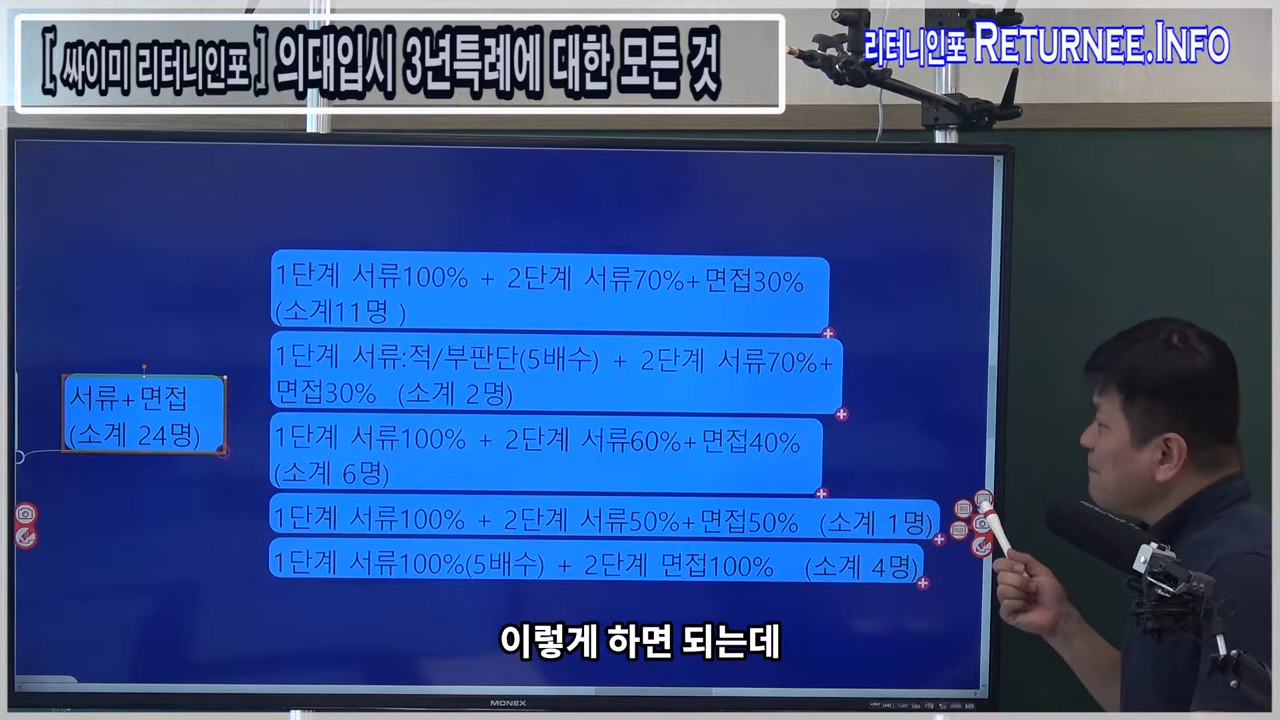 [ 싸이미 리터니인포 ] 의대입시 3년특례에 대한 모든 것
리터니인포 RETURNEE.INFO
1단계 서류100% + 2단계 서류70%+면접30%
(소계11명 )
1단계 서류:적/부판단(5배수) + 2단계 서류70%+
면접30% (소계 2명)
서류+면접
(소계 24명)
1단계 서류100% + 2단계 서류60%+면접40%
(소계 6명)
1단계 서류100% + 2단계 서류50%+면접50% (소계 1명)
1단계 서류100%(5배수) + 2단계 면접100% (소계 4명)
이렇게 하면 되는데
MONEX